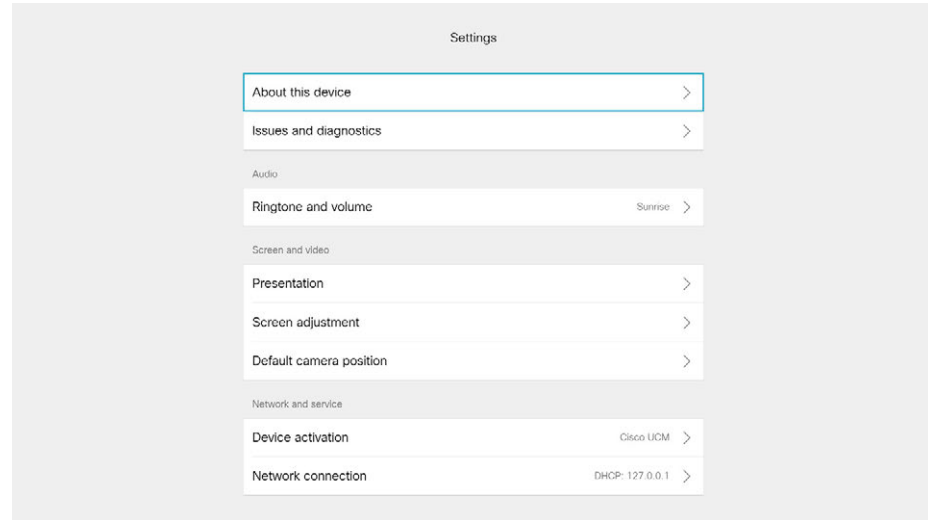 Settings
About this device
Issues and diagnostics
Audio
Ringtone and volume Sunrise
Screen and video
Presentation
Screen adjustment
Default camera position
Network and service
Device activation Cisco UCM
Network connection DHCP: 127.0.0.1